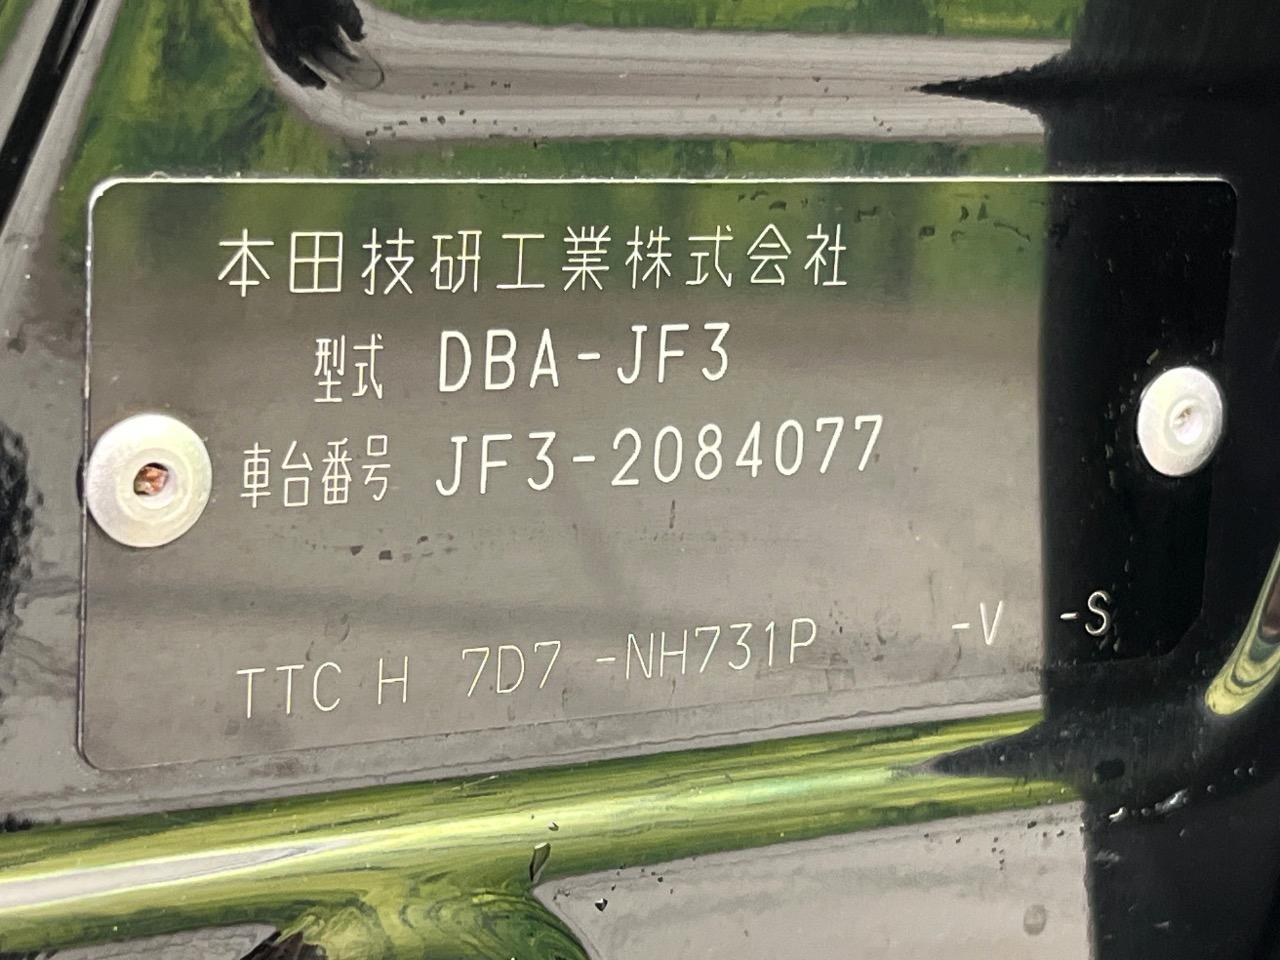 本田技研工業株式会社
型式 DBA-JF3
車台番号 JF3-2084077
TTC H 7D7 -NH731P -V -S